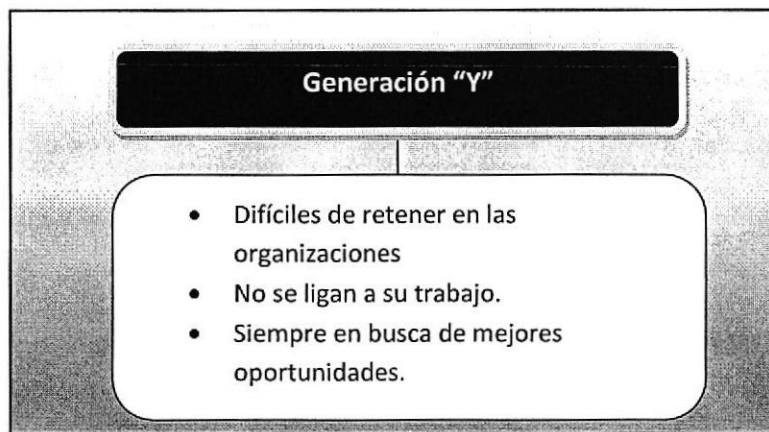 Generación “Y”
• Difíciles de retener en las
organizaciones
• No se ligan a su trabajo.
• Siempre en busca de mejores
oportunidades.